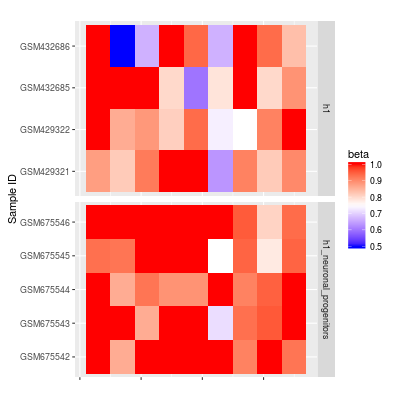 GSM432686
GSM432685
GSM429322
GSM429321
h1
GSM675546
GSM675545
GSM675544
GSM675543
GSM675542
h1_neuronal_progenitors
Sample ID
beta
1.0
0.9
0.8
0.7
0.6
0.5